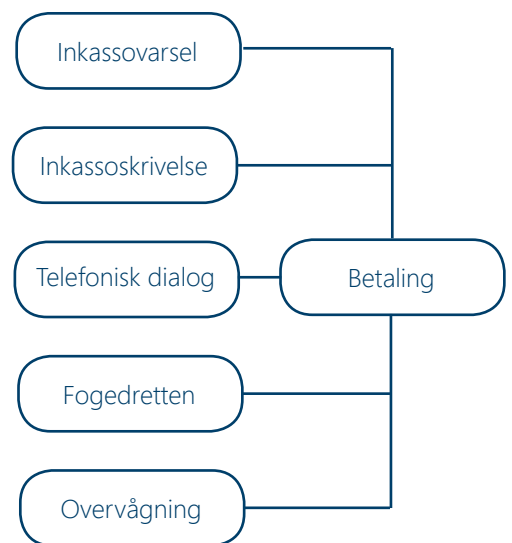 Inkassovarsel
Inkassoskrivelse
Telefonisk dialog
Betaling
Fogedretten
Overvågning